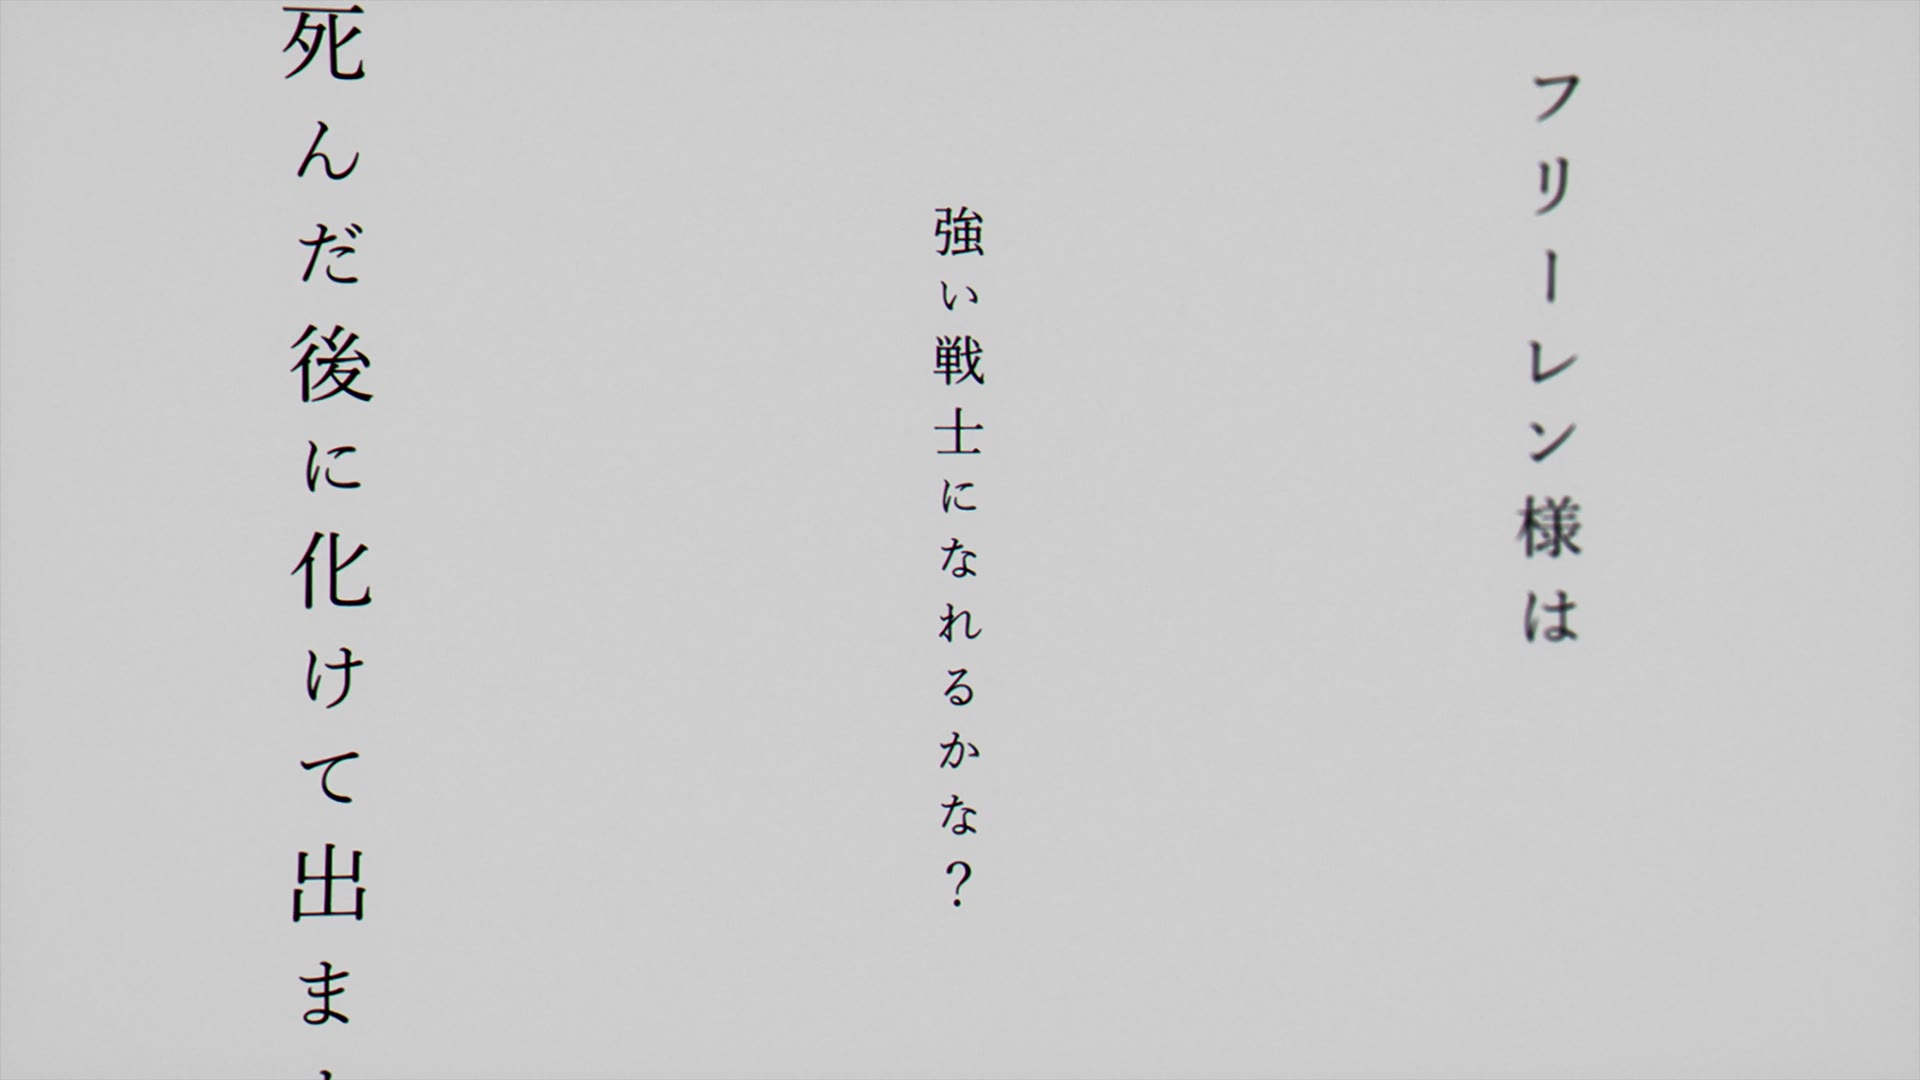 フリーレン様は
強い戦士になれるかな？
死んだ後に化けて出ま